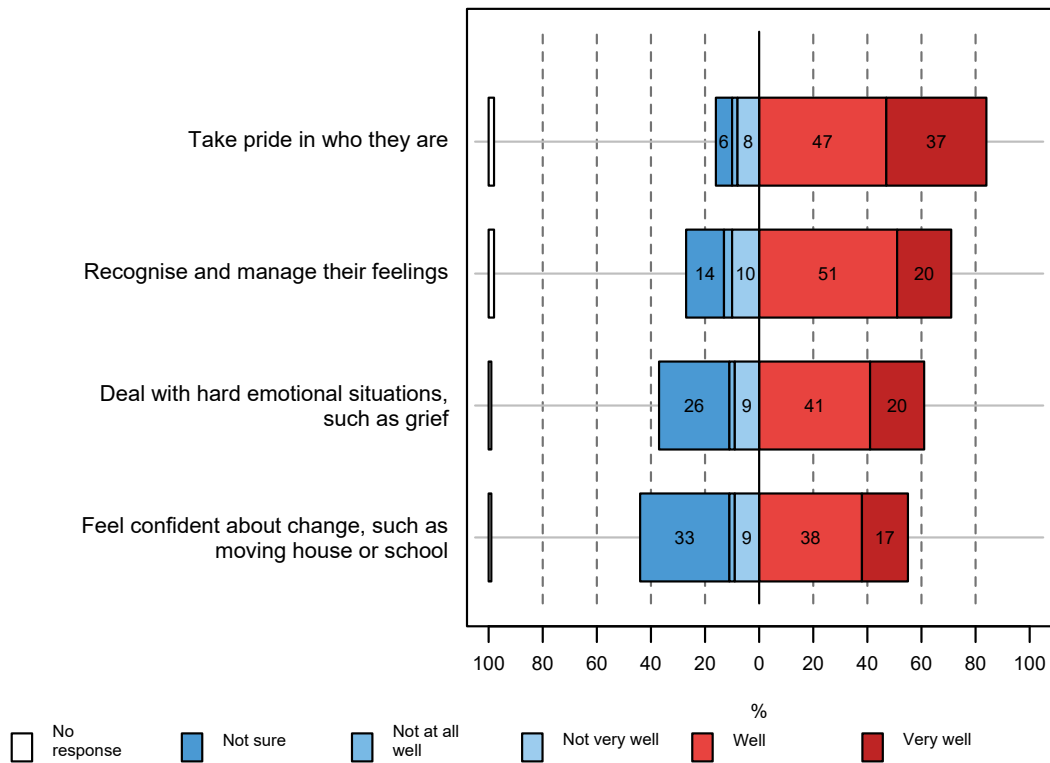 Take pride in who they are
6 8 47 37
Recognise and manage their feelings
14 10 51 20
Deal with hard emotional situations,
such as grief
26 9 41 20
Feel confident about change, such as
moving house or school
33 9 38 17
100 80 60 40 20 0 20 40 60 80 100
%
No
response
Not sure
Not at all
well
Not very well
Well
Very well